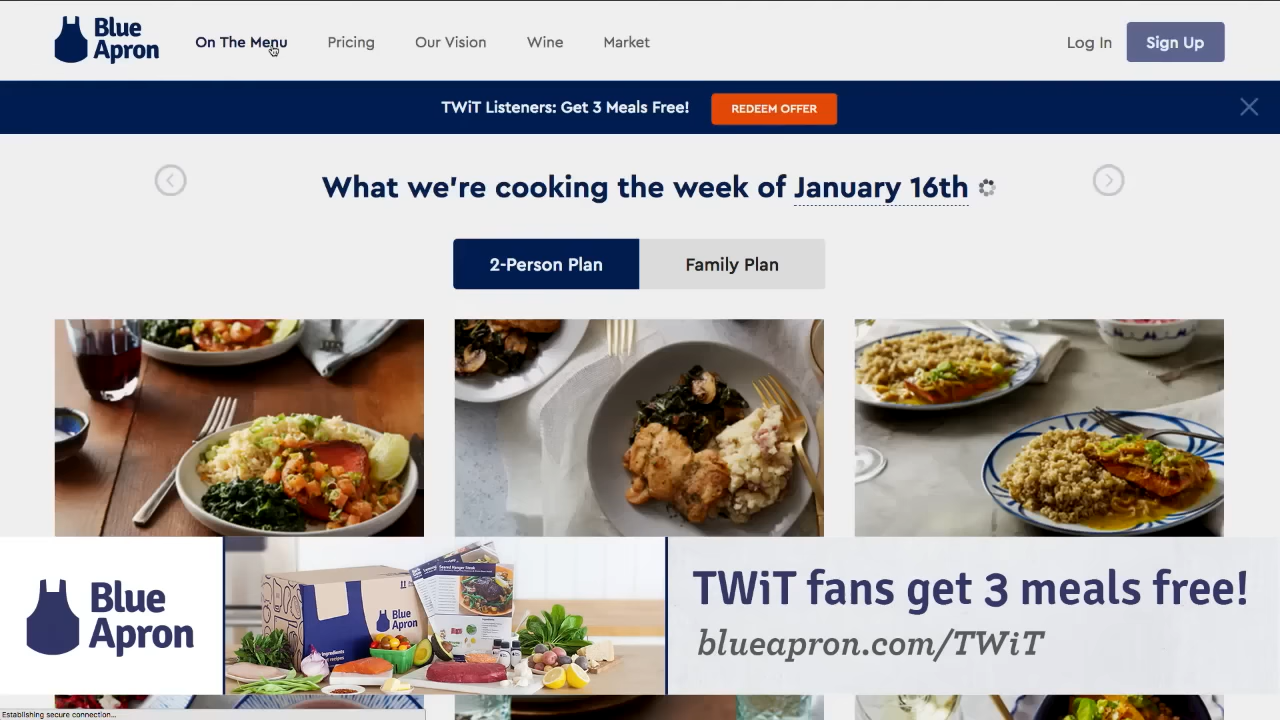 Blue
Apron
On The Menu
Pricing
Our Vision
Wine
Market
Log In
Sign Up
TWiT Listeners: Get 3 Meals Free!
REDEEM OFFER
What we're cooking the week of January 16th
2-Person Plan
Family Plan
Blue
Apron
Blue
Apron
TWiT fans get 3 meals free!
blueapron.com/TWiT
Establishing secure connection...